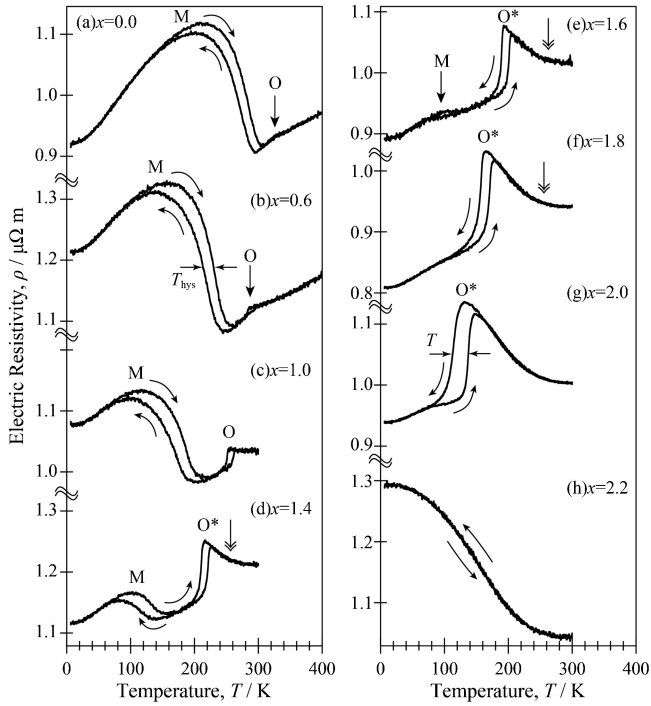 Electric Resistivity, ρ / μΩ m
(a)x=0.0
M
O
1.1
1.0
0.9
(b)x=0.6
M
O
T_hys
1.3
1.2
1.1
(c)x=1.0
M
O
1.1
1.0
(d)x=1.4
M
O*
1.3
1.2
1.1
0 100 200 300 400
Temperature, T / K
(e)x=1.6
M
O*
1.1
1.0
0.9
(f)x=1.8
O*
1.0
0.9
0.8
(g)x=2.0
O*
T
1.1
1.0
0.9
(h)x=2.2
1.3
1.2
1.1
0 100 200 300 400
Temperature, T / K